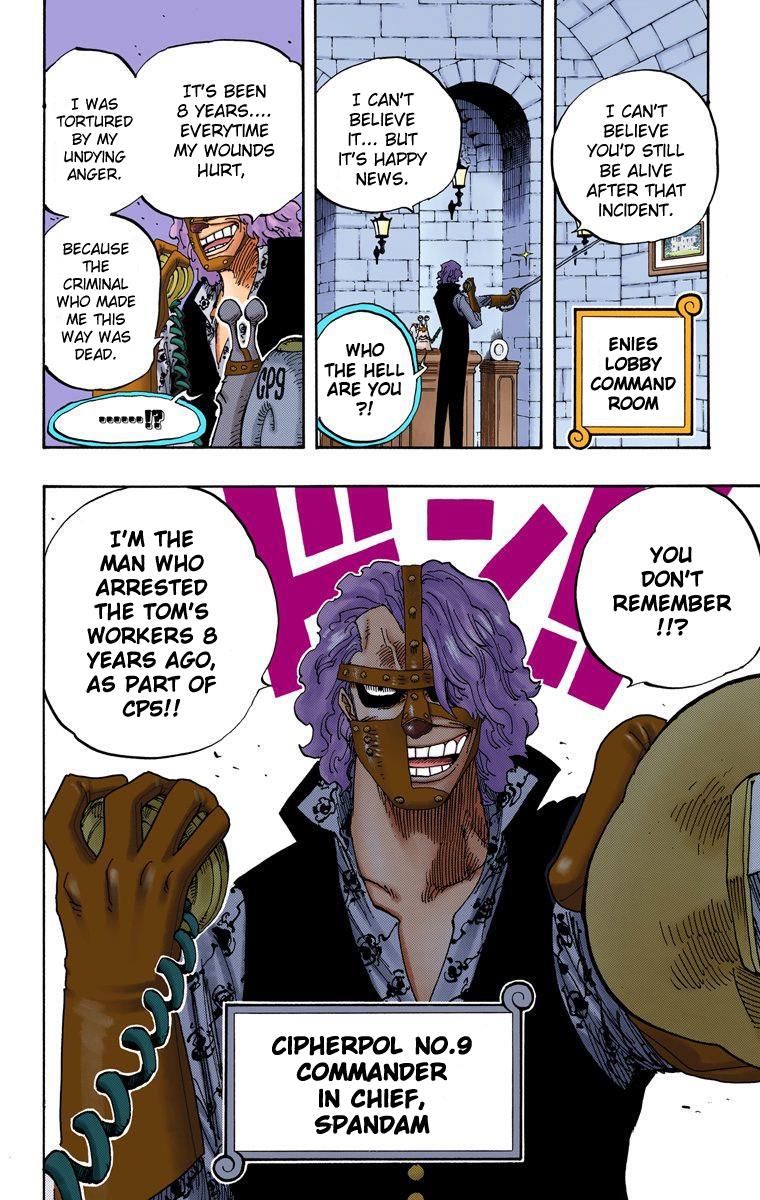 I CAN'T
BELIEVE
YOU'D STILL
BE ALIVE
AFTER THAT
INCIDENT.
ENIES
LOBBY
COMMAND
ROOM
I CAN'T
BELIEVE
IT... BUT
IT'S HAPPY
NEWS.
WHO
THE HELL
ARE YOU
?!
IT'S BEEN
8 YEARS....
EVERYTIME
MY WOUNDS
HURT,
I WAS
TORTURED
BY MY
UNDYING
ANGER.
BECAUSE
THE
CRIMINAL
WHO MADE
ME THIS
WAY WAS
DEAD.
CP9
......!?
YOU
DON'T
REMEMBER
!!?
ドン!!
I'M THE
MAN WHO
ARRESTED
THE TOM'S
WORKERS 8
YEARS AGO,
AS PART OF
CP5!!
CIPHERPOL NO.9
COMMANDER
IN CHIEF,
SPANDAM